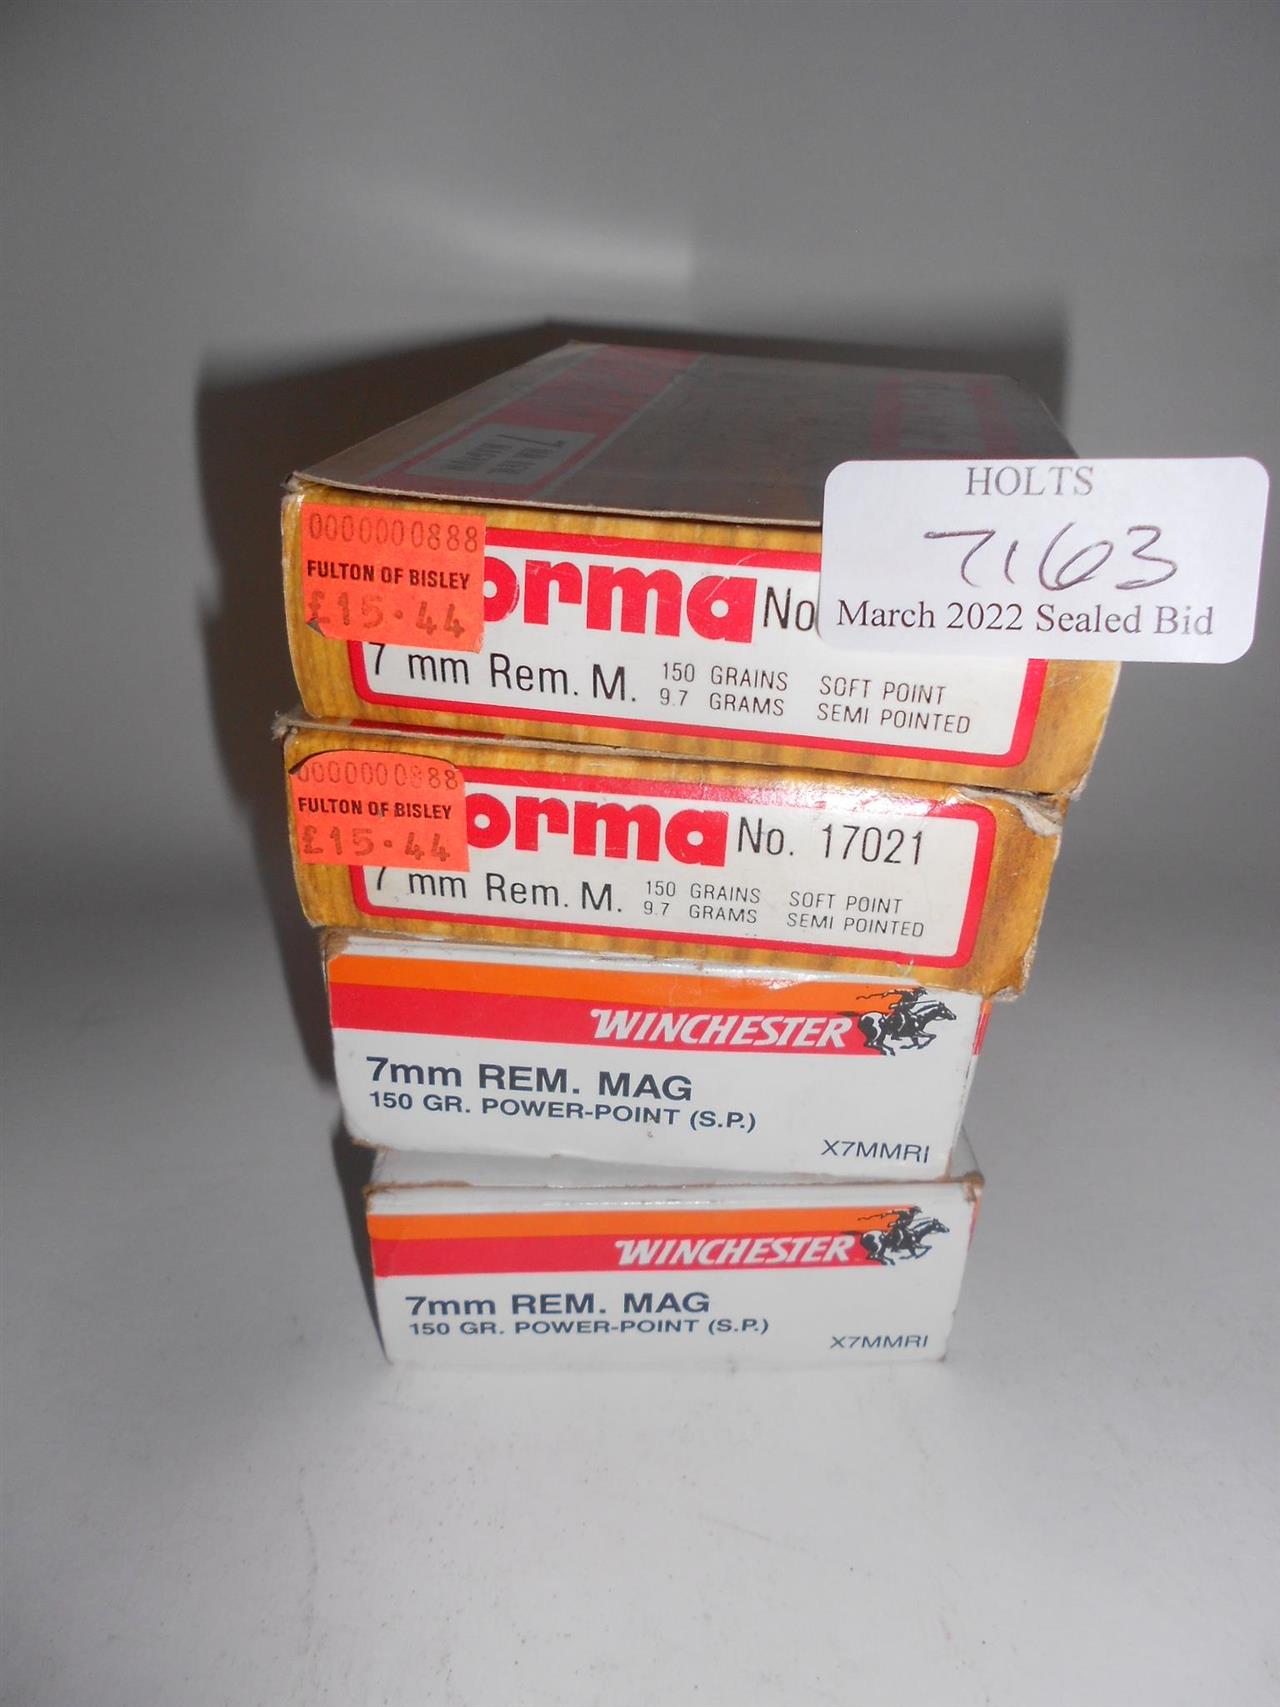 HOLTS
7163
March 2022 Sealed Bid
0000000888
FULTON OF BISLEY
£15.44
orma No
7 mm Rem. M.
150 GRAINS SOFT POINT
9.7 GRAMS SEMI POINTED
0000000888
FULTON OF BISLEY
£15.44
orma No. 17021
7 mm Rem. M.
150 GRAINS SOFT POINT
9.7 GRAMS SEMI POINTED
WINCHESTER
7mm REM. MAG
150 GR. POWER-POINT (S.P.)
X7MMRI
WINCHESTER
7mm REM. MAG
150 GR. POWER-POINT (S.P.)
X7MMRI